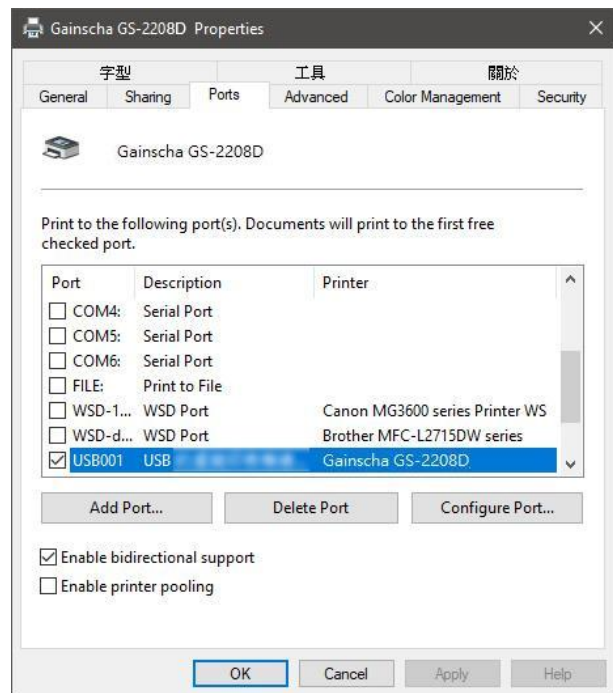 Gainscha GS-2208D Properties
字型 工具 關於
General Sharing Ports Advanced Color Management Security
Gainscha GS-2208D
Print to the following port(s). Documents will print to the first free
checked port.
Port Description Printer
COM4: Serial Port
COM5: Serial Port
COM6: Serial Port
FILE: Print to File
WSD-1... WSD Port Canon MG3600 series Printer WS
WSD-d... WSD Port Brother MFC-L2715DW series
USB001 USB Gainscha GS-2208D
Add Port... Delete Port Configure Port...
Enable bidirectional support
Enable printer pooling
OK Cancel Apply Help